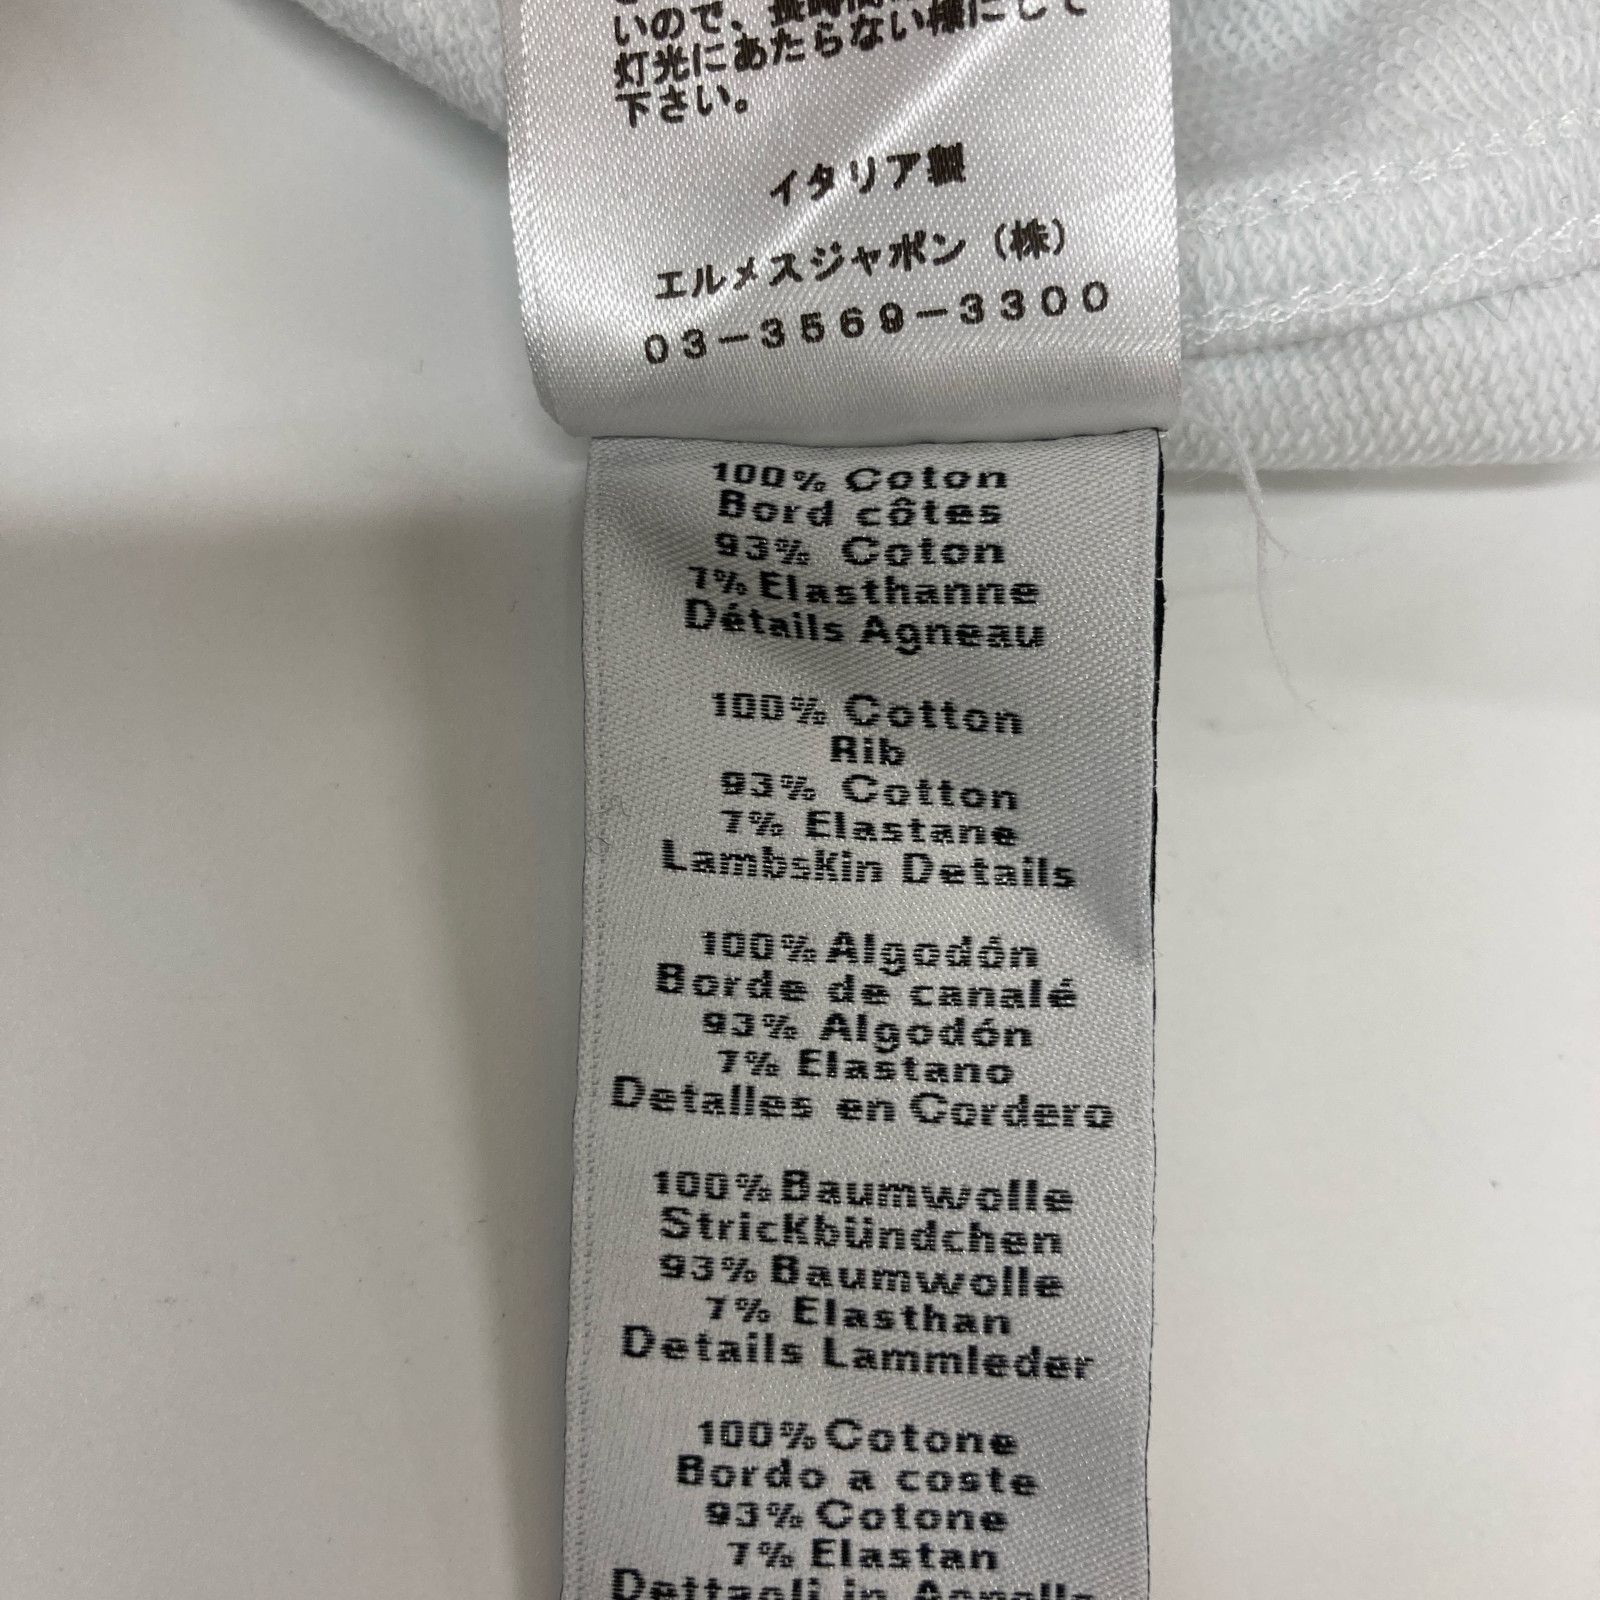 いので、長時間
灯光にあたらない様にして
下さい。
イタリア製
エルメスジャポン（株）
03-3569-3300
100% Coton
Bord côtes
93% Coton
7% Elasthanne
Détails Agneau
100% Cotton
Rib
93% Cotton
7% Elastane
Lambskin Details
100% Algodón
Borde de canalé
93% Algodón
7% Elastano
Detalles en Cordero
100% Baumwolle
Strickbündchen
93% Baumwolle
7% Elasthan
Details Lammleder
100% Cotone
Bordo a coste
93% Cotone
7% Elastan
Dettagli in Agnello